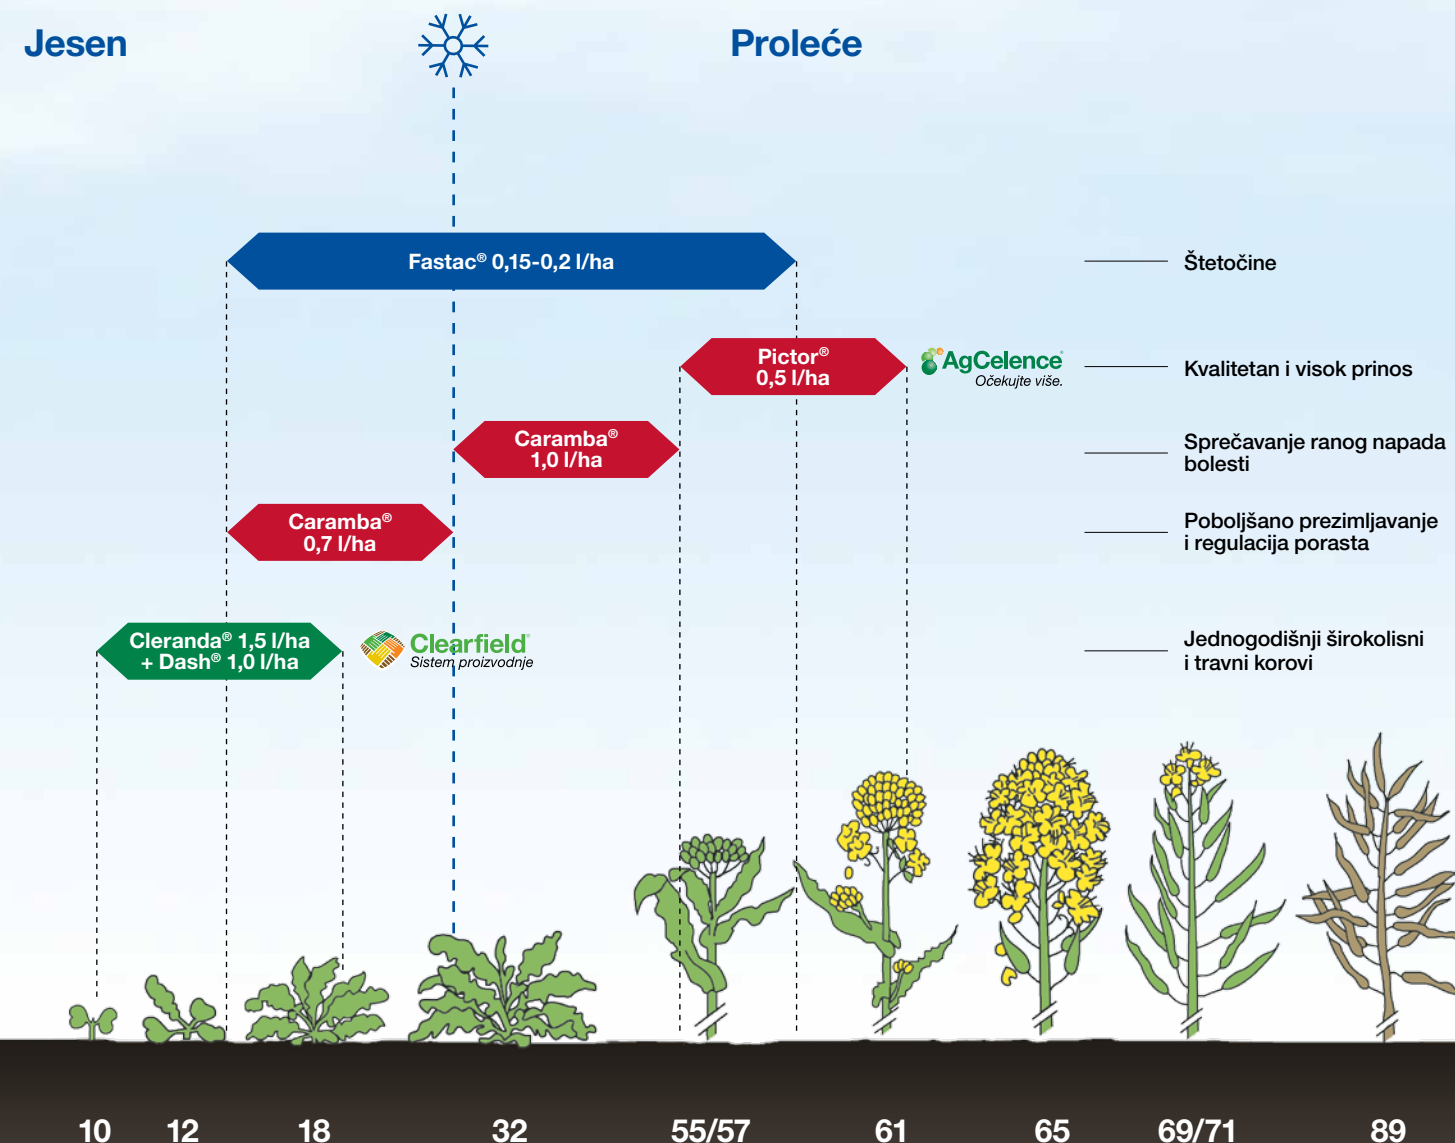 Jesen
Proleće
Fastac® 0,15-0,2 l/ha
Štetočine
Pictor®
0,5 l/ha
AgCelence®
Očekujte više.
Kvalitetan i visok prinos
Caramba®
1,0 l/ha
Sprečavanje ranog napada
bolesti
Caramba®
0,7 l/ha
Poboljšano prezimljavanje
i regulacija porasta
Cleranda® 1,5 l/ha
+ Dash® 1,0 l/ha
Clearfield®
Sistem proizvodnje
Jednogodišnji širokolisni
i travni korovi
10 12 18 32 55/57 61 65 69/71 89